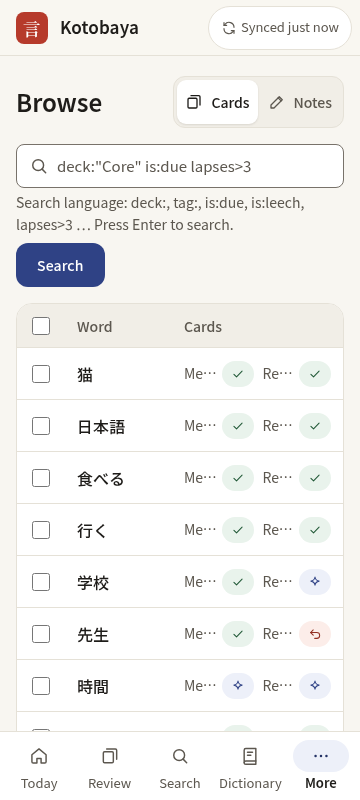 言 Kotobaya Synced just now
Browse Cards Notes
deck:"Core" is:due lapses>3
Search language: deck:, tag:, is:due, is:leech,
lapses>3 … Press Enter to search.
Search
Word Cards
猫 Me… Re…
日本語 Me… Re…
食べる Me… Re…
行く Me… Re…
学校 Me… Re…
先生 Me… Re…
時間 Me… Re…
Today Review Search Dictionary More